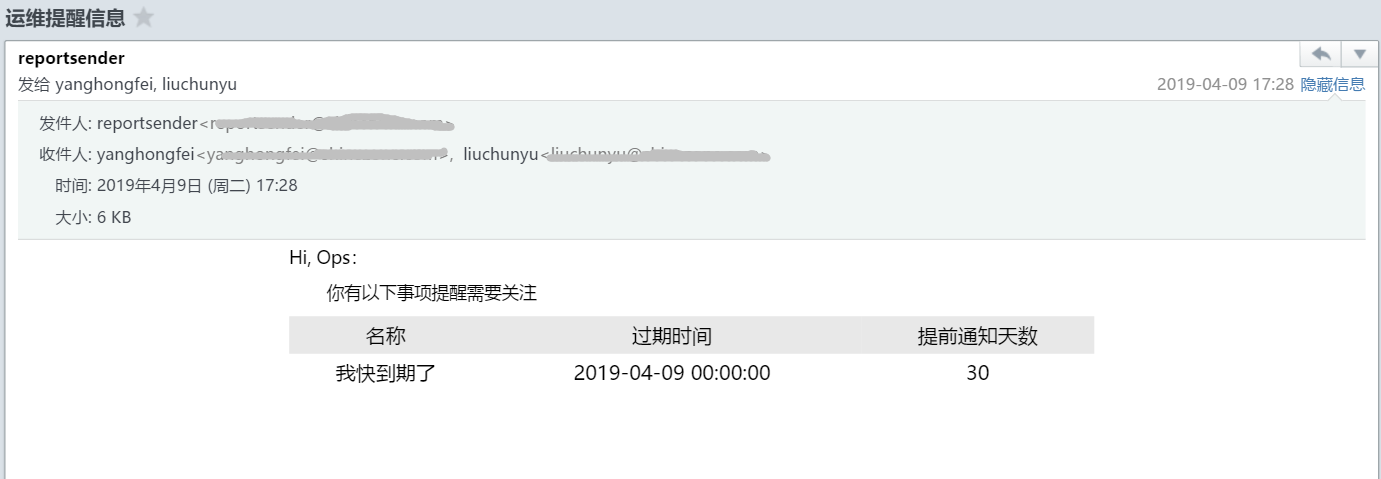 运维提醒信息
reportsender
发给 yanghongfei, liuchunyu
2019-04-09 17:28 隐藏信息
发件人: reportsender
收件人: yanghongfei liuchunyu
时间: 2019年4月9日 (周二) 17:28
大小: 6 KB
Hi, Ops：
你有以下事项提醒需要关注
名称 过期时间 提前通知天数
我快到期了 2019-04-09 00:00:00 30